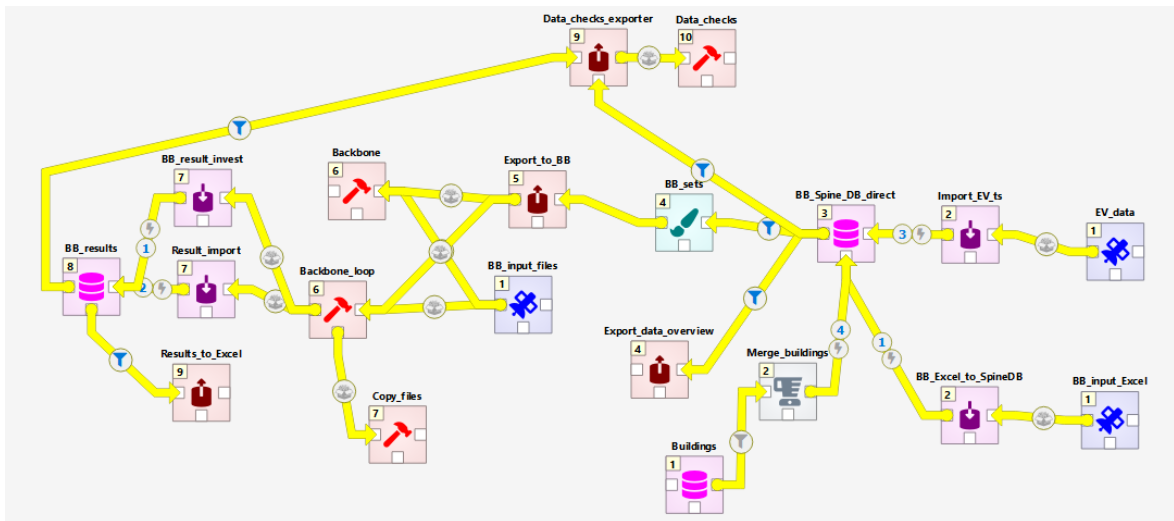 Data_checks_exporter
9
Data_checks
10
BB_result_invest
7
Backbone
6
Export_to_BB
5
BB_sets
4
BB_Spine_DB_direct
3
Import_EV_ts
2
EV_data
1
3
1
BB_results
8
Result_import
7
2
Backbone_loop
6
BB_input_files
1
Export_data_overview
4
Merge_buildings
2
4
1
Results_to_Excel
9
Copy_files
7
BB_Excel_to_SpineDB
2
BB_input_Excel
1
Buildings
1